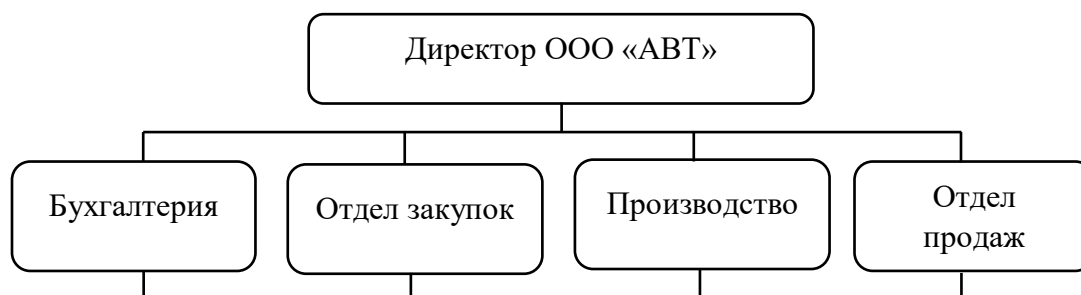 Директор ООО «АВТ»
Бухгалтерия
Отдел закупок
Производство
Отдел
продаж